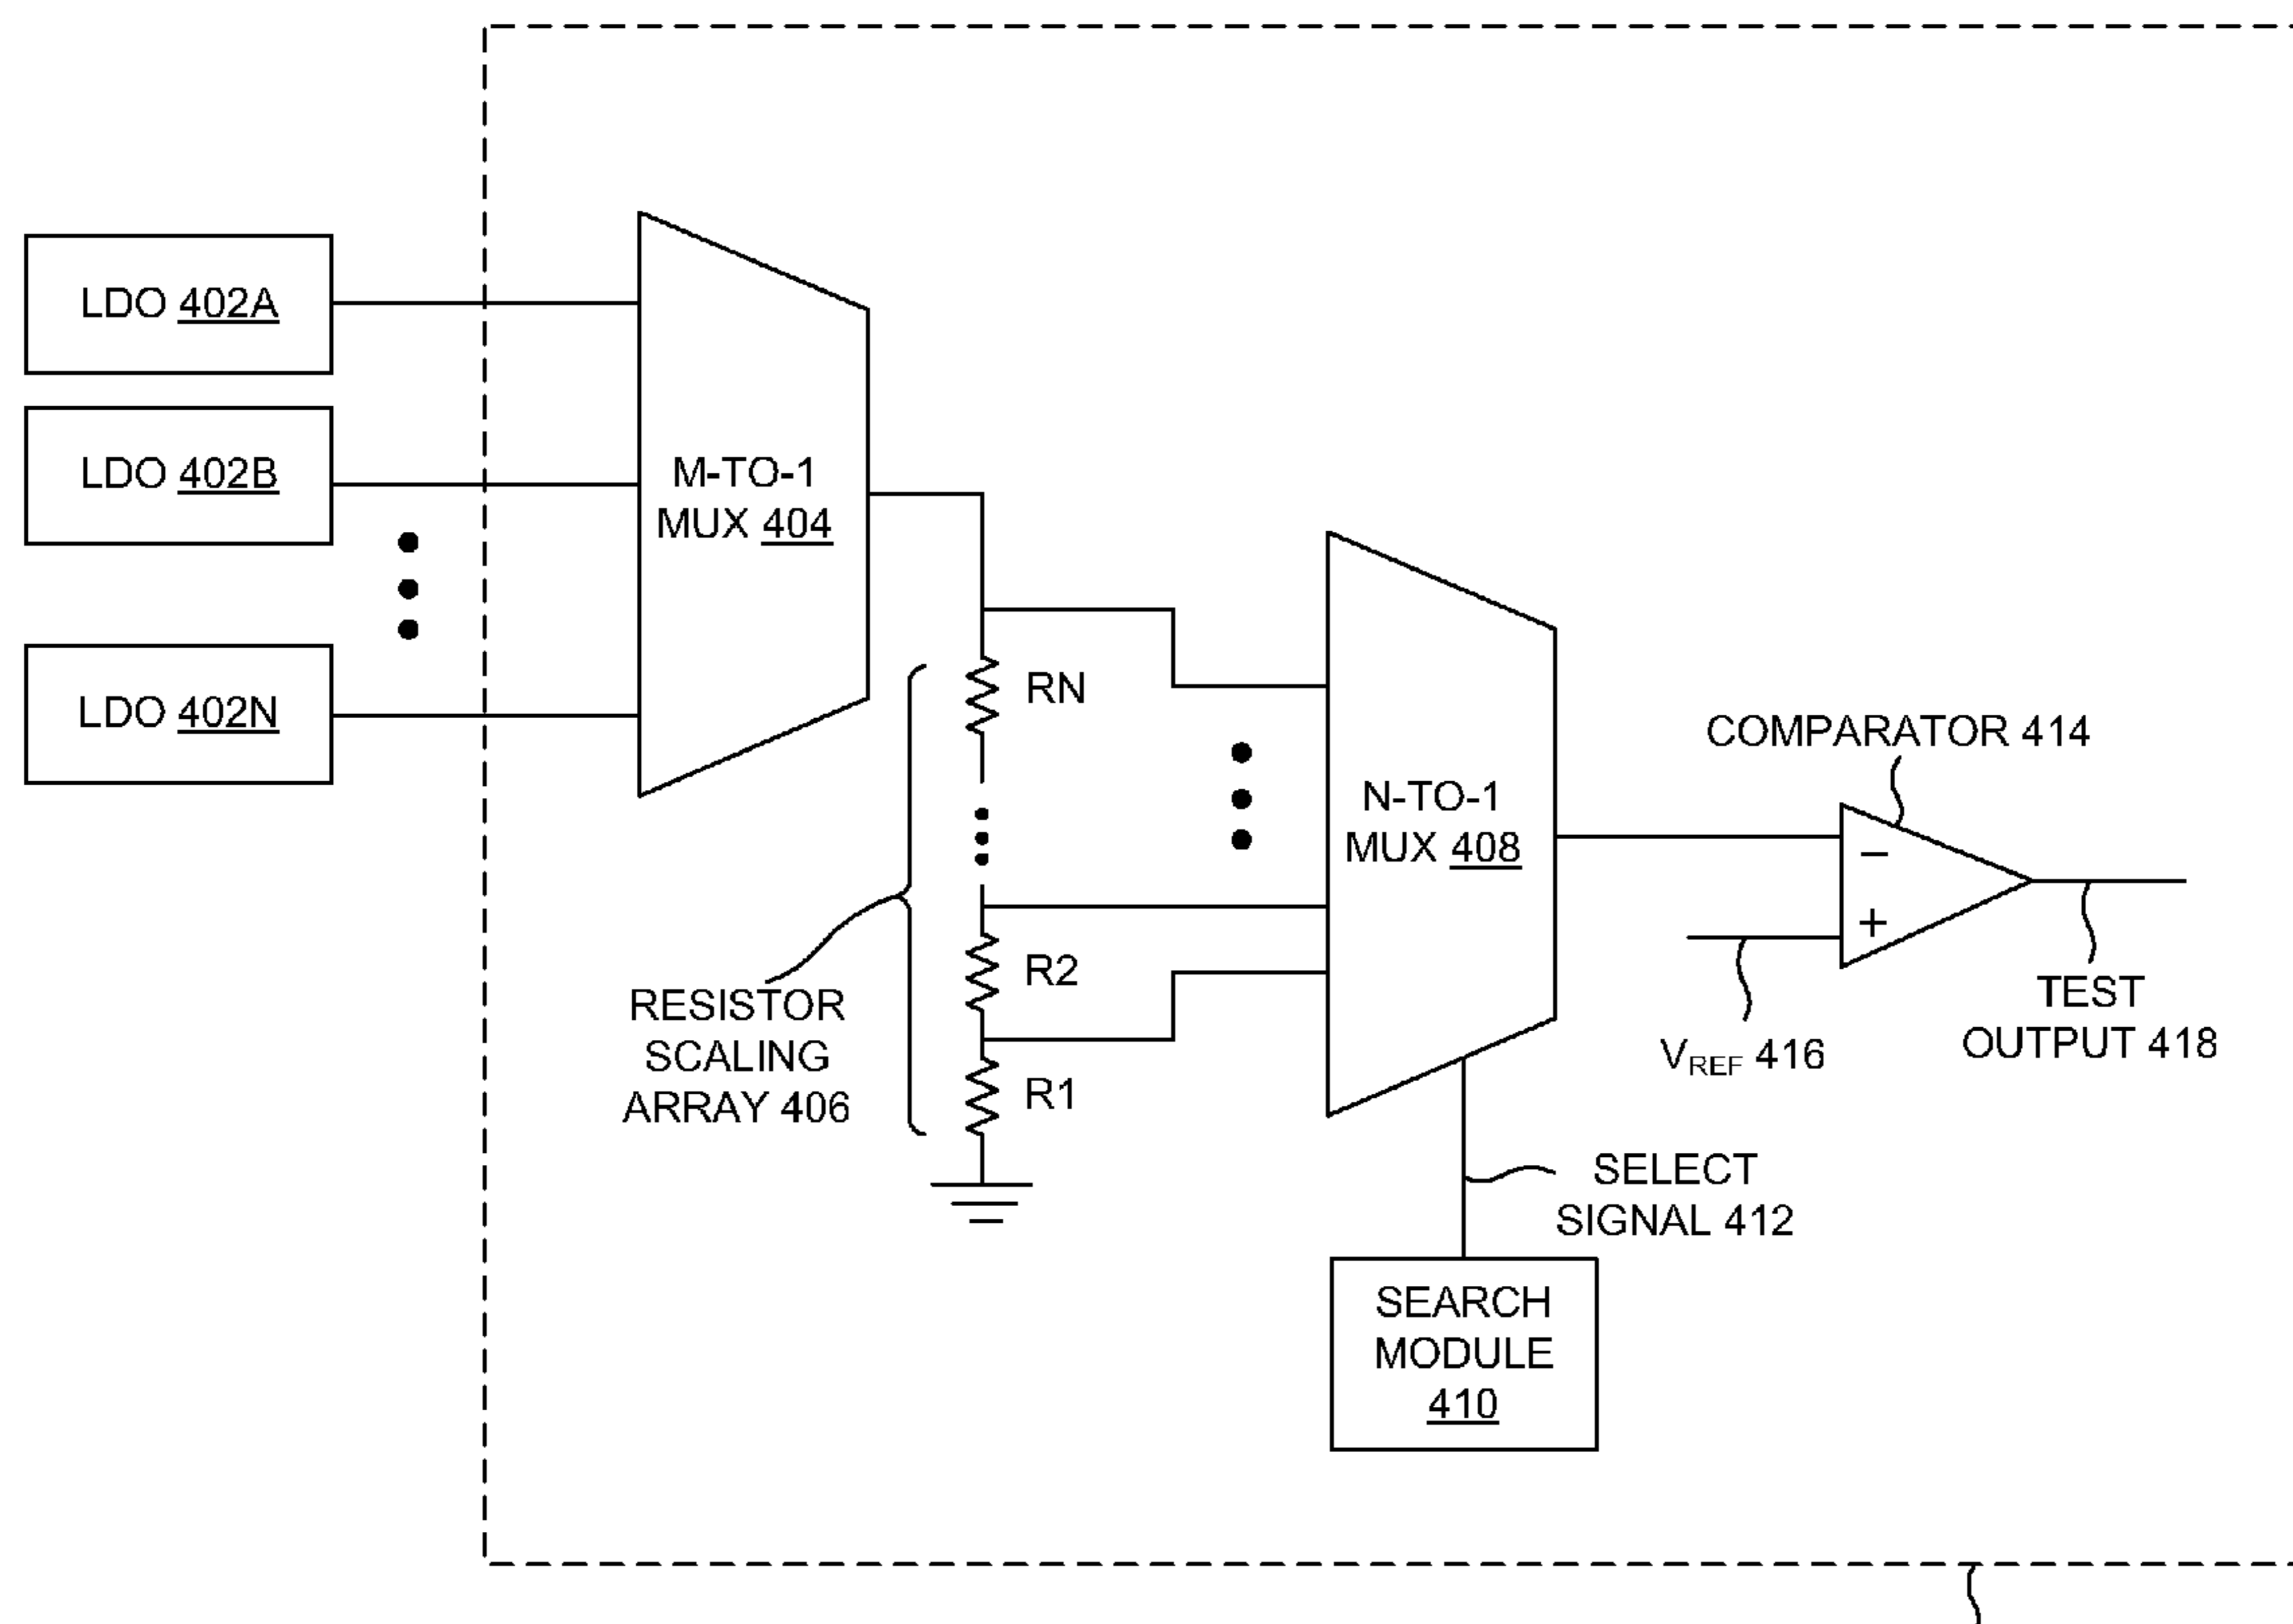 LDO 402A
LDO 402B
LDO 402N
M-TO-1
MUX 404
RN
R2
R1
RESISTOR
SCALING
ARRAY 406
N-TO-1
MUX 408
COMPARATOR 414
−
+
VREF 416
TEST
OUTPUT 418
SELECT
SIGNAL 412
SEARCH
MODULE
410